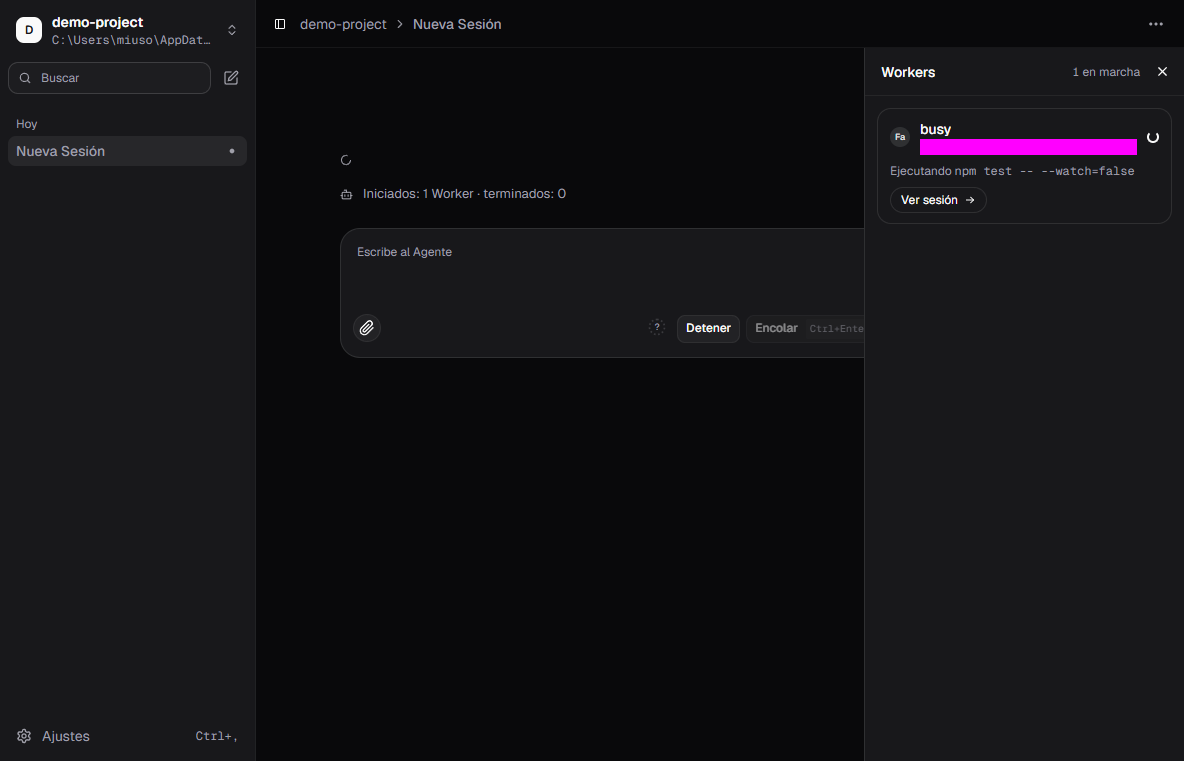 D
demo-project
C:\Users\miuso\AppDat…
Buscar
Hoy
Nueva Sesión
Ajustes
Ctrl+,
demo-project > Nueva Sesión
Iniciados: 1 Worker · terminados: 0
Escribe al Agente
?
Detener
Encolar
Ctrl+Ente
Workers
1 en marcha
Fa
busy
Ejecutando npm test -- --watch=false
Ver sesión →